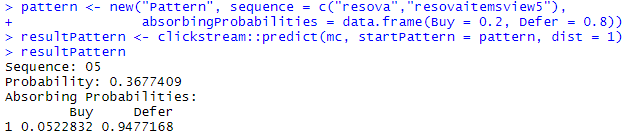 > pattern <- new("Pattern", sequence = c("resova","resovaitemsview5"),
+ absorbingProbabilities = data.frame(Buy = 0.2, Defer = 0.8))
> resultPattern <- clickstream::predict(mc, startPattern = pattern, dist = 1)
> resultPattern
Sequence: 05
Probability: 0.3677409
Absorbing Probabilities:
Buy Defer
1 0.0522832 0.9477168